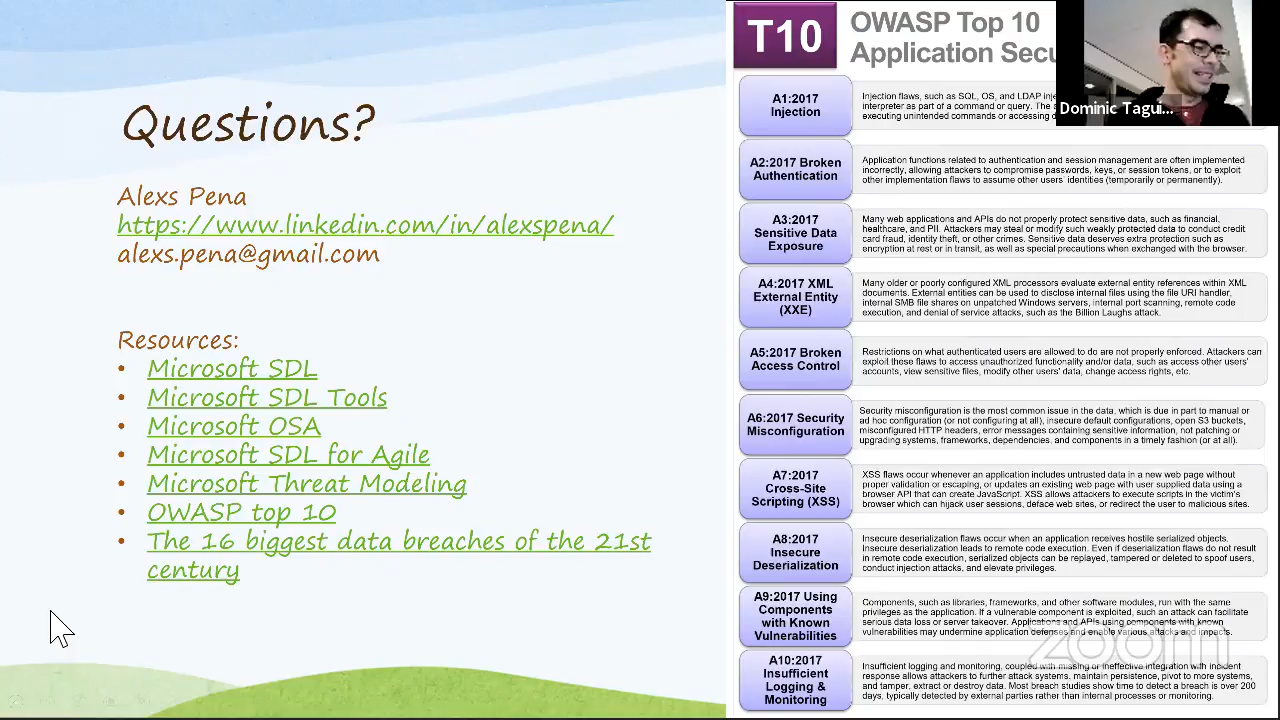 Questions?
Alexs Pena
https://www.linkedin.com/in/alexspena/
alexs.pena@gmail.com
Resources:
• Microsoft SDL
• Microsoft SDL Tools
• Microsoft OSA
• Microsoft SDL for Agile
• Microsoft Threat Modeling
• OWASP top 10
• The 16 biggest data breaches of the 21st
century
T10
OWASP Top 10
Application Secu
Dominic Tagui...
A1:2017
Injection
Injection flaws, such as SQL, OS, and LDAP inje
interpreter as part of a command or query. The
executing unintended commands or accessing
A2:2017 Broken
Authentication
Application functions related to authentication and session management are often implemented
incorrectly, allowing attackers to compromise passwords, keys, or session tokens, or to exploit
other implementation flaws to assume other users' identities (temporarily or permanently).
A3:2017
Sensitive Data
Exposure
Many web applications and APIs do not properly protect sensitive data, such as financial,
healthcare, and PII. Attackers may steal or modify such weakly protected data to conduct credit
card fraud, identity theft, or other crimes. Sensitive data deserves extra protection such as
encryption at rest or in transit, as well as special precautions when exchanged with the browser.
A4:2017 XML
External Entity
(XXE)
Many older or poorly configured XML processors evaluate external entity references within XML
documents. External entities can be used to disclose internal files using the file URI handler,
internal SMB file shares on unpatched Windows servers, internal port scanning, remote code
execution, and denial of service attacks, such as the Billion Laughs attack.
A5:2017 Broken
Access Control
Restrictions on what authenticated users are allowed to do are not properly enforced. Attackers can
exploit these flaws to access unauthorized functionality and/or data, such as access other users'
accounts, view sensitive files, modify other users' data, change access rights, etc.
A6:2017 Security
Misconfiguration
Security misconfiguration is the most common issue in the data, which is due in part to manual or
ad hoc configuration (or not configuring at all), insecure default configurations, open S3 buckets,
misconfigured HTTP headers, error messages containing sensitive information, not patching or
upgrading systems, frameworks, dependencies, and components in a timely fashion (or at all).
A7:2017
Cross-Site
Scripting (XSS)
XSS flaws occur whenever an application includes untrusted data in a new web page without
proper validation or escaping, or updates an existing web page with user supplied data using a
browser API that can create JavaScript. XSS allows attackers to execute scripts in the victim's
browser which can hijack user sessions, deface web sites, or redirect the user to malicious sites.
A8:2017
Insecure
Deserialization
Insecure deserialization flaws occur when an application receives hostile serialized objects.
Insecure deserialization leads to remote code execution. Even if deserialization flaws do not result
in remote code execution, serialized objects can be replayed, tampered or deleted to spoof users,
conduct injection attacks, and elevate privileges.
A9:2017 Using
Components
with Known
Vulnerabilities
Components, such as libraries, frameworks, and other software modules, run with the same
privileges as the application. If a vulnerable component is exploited, such an attack can facilitate
serious data loss or server takeover. Applications and APIs using components with known
vulnerabilities may undermine application defenses and enable various attacks and impacts.
zoom
A10:2017
Insufficient
Logging &
Monitoring
Insufficient logging and monitoring, coupled with missing or ineffective integration with incident
response allows attackers to further attack systems, maintain persistence, pivot to more systems,
and tamper, extract or destroy data. Most breach studies show time to detect a breach is over 200
days, typically detected by external parties rather than internal processes or monitoring.